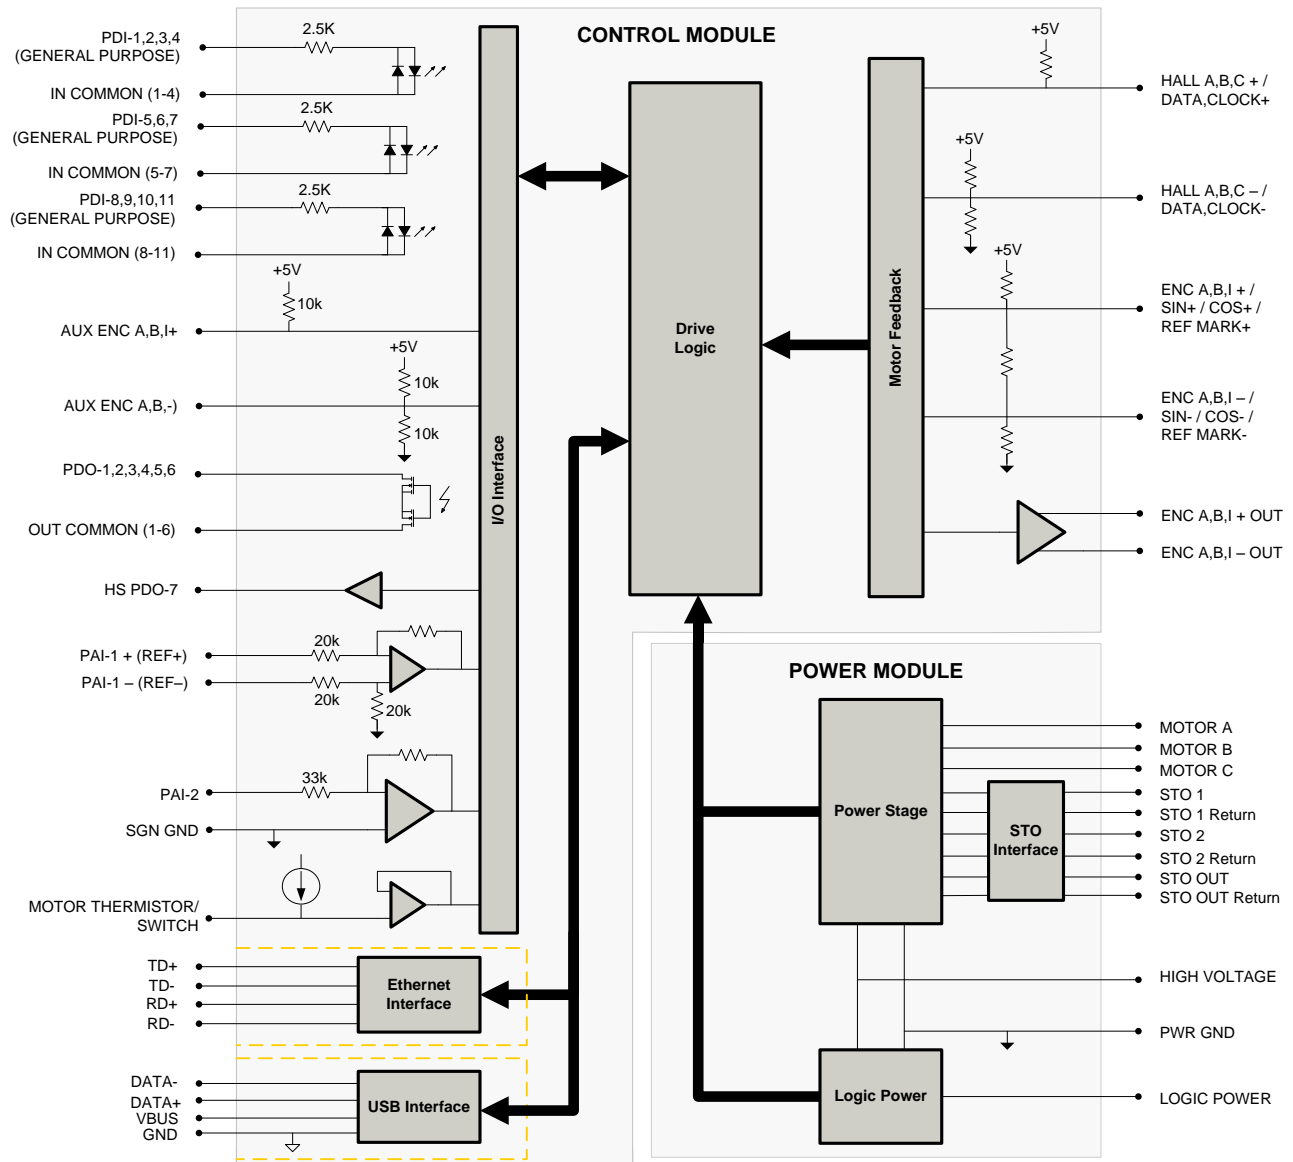 CONTROL MODULE
PDI-1,2,3,4
(GENERAL PURPOSE)
2.5K
IN COMMON (1-4)
PDI-5,6,7
(GENERAL PURPOSE)
2.5K
IN COMMON (5-7)
PDI-8,9,10,11
(GENERAL PURPOSE)
2.5K
IN COMMON (8-11)
+5V
10k
AUX ENC A,B,I+
+5V
10k
AUX ENC A,B,-)
10k
PDO-1,2,3,4,5,6
OUT COMMON (1-6)
HS PDO-7
PAI-1 + (REF+)
20k
PAI-1 – (REF–)
20k
20k
PAI-2
33k
SGN GND
MOTOR THERMISTOR/
SWITCH
I/O Interface
TD+
TD-
RD+
RD-
Ethernet
Interface
DATA-
DATA+
VBUS
GND
USB Interface
Drive
Logic
Motor Feedback
+5V
HALL A,B,C + /
DATA,CLOCK+
+5V
HALL A,B,C – /
DATA,CLOCK-
+5V
ENC A,B,I + /
SIN+ / COS+ /
REF MARK+
ENC A,B,I – /
SIN- / COS- /
REF MARK-
ENC A,B,I + OUT
ENC A,B,I – OUT
POWER MODULE
Power Stage
STO
Interface
MOTOR A
MOTOR B
MOTOR C
STO 1
STO 1 Return
STO 2
STO 2 Return
STO OUT
STO OUT Return
HIGH VOLTAGE
PWR GND
Logic Power
LOGIC POWER